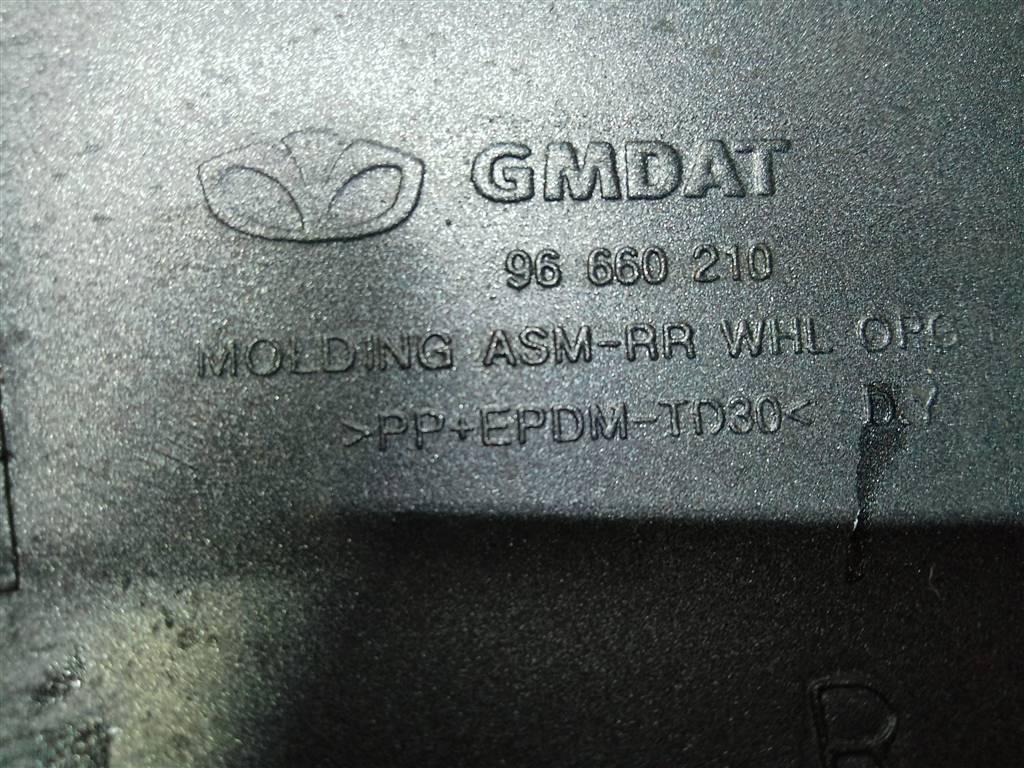 GMDAT
96 660 210
MOLDING ASM-RR WHL OPG
>PP+EPDM-TD30<
R